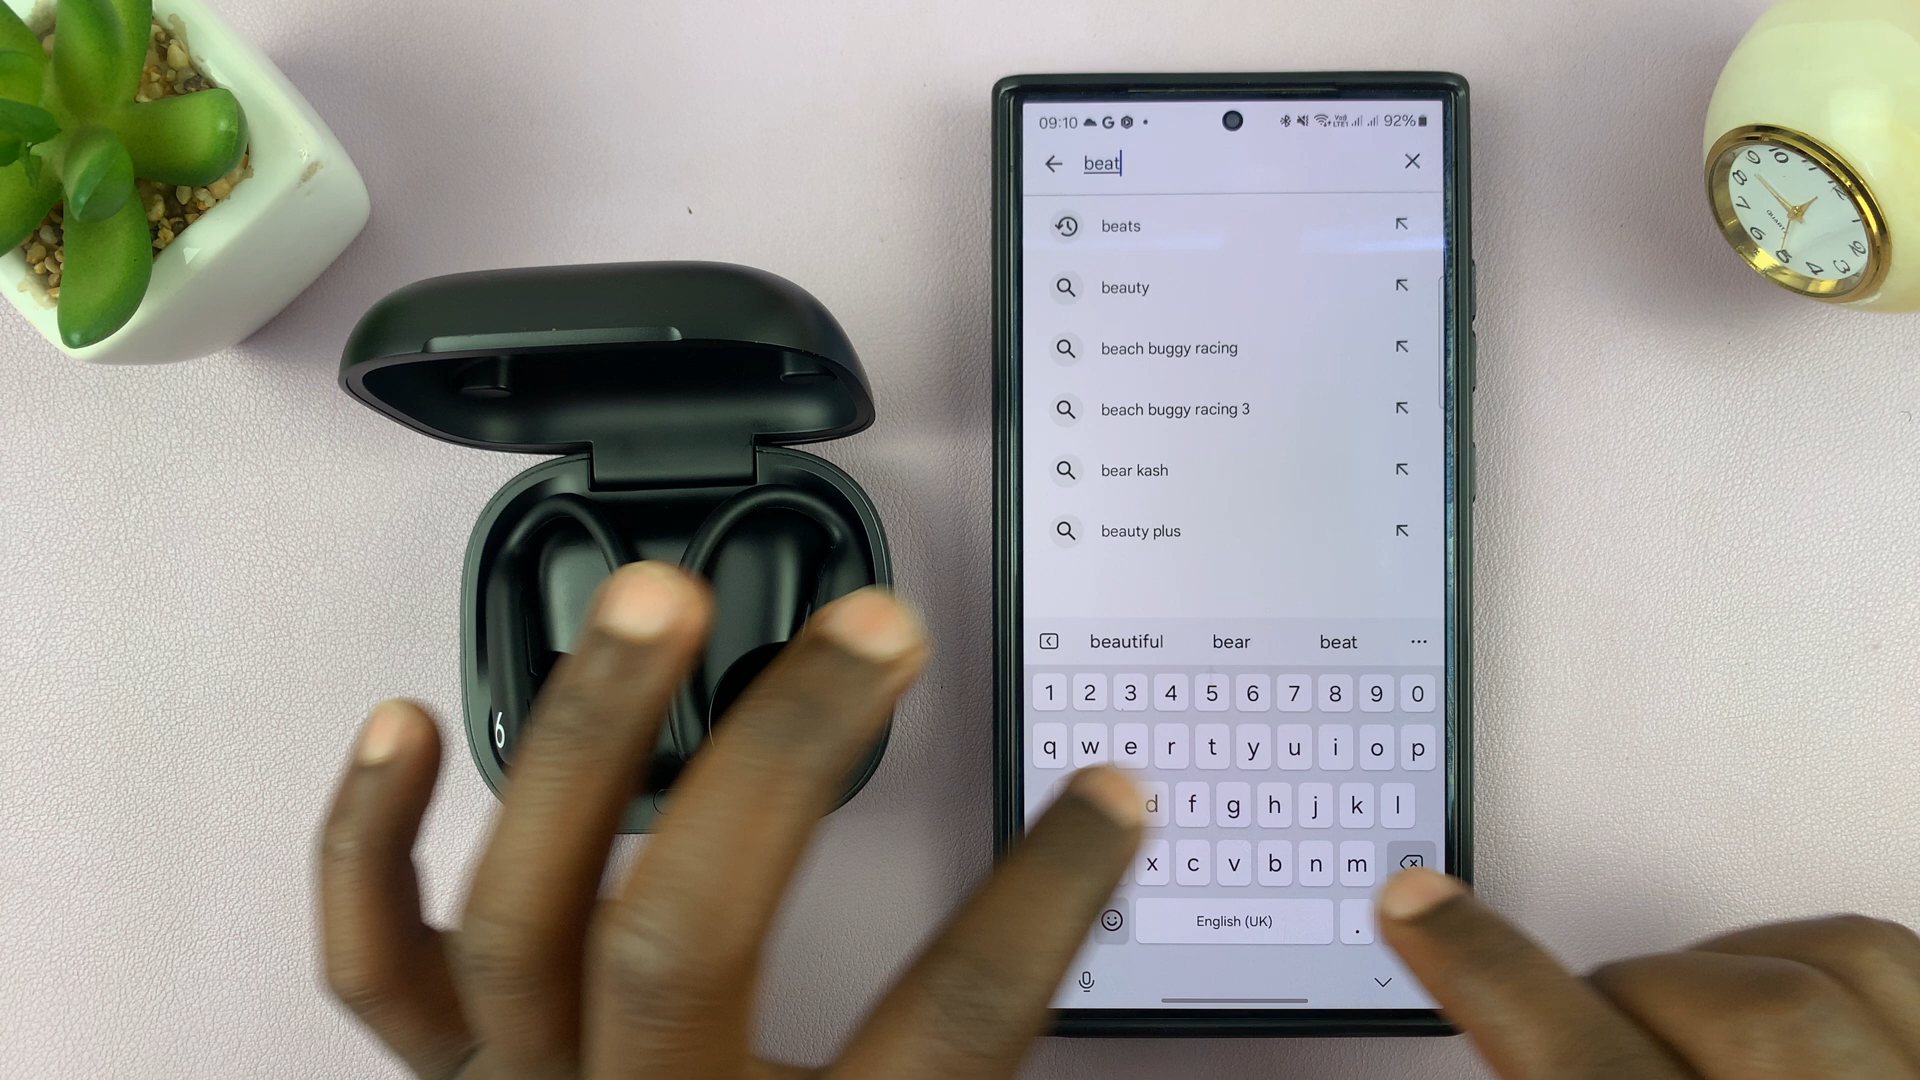 09:10 G 92%
beat
beats
beauty
beach buggy racing
beach buggy racing 3
bear kash
beauty plus
beautiful bear beat
1 2 3 4 5 6 7 8 9 0
q w e r t y u i o p
d f g h j k l
x c v b n m
English (UK) .